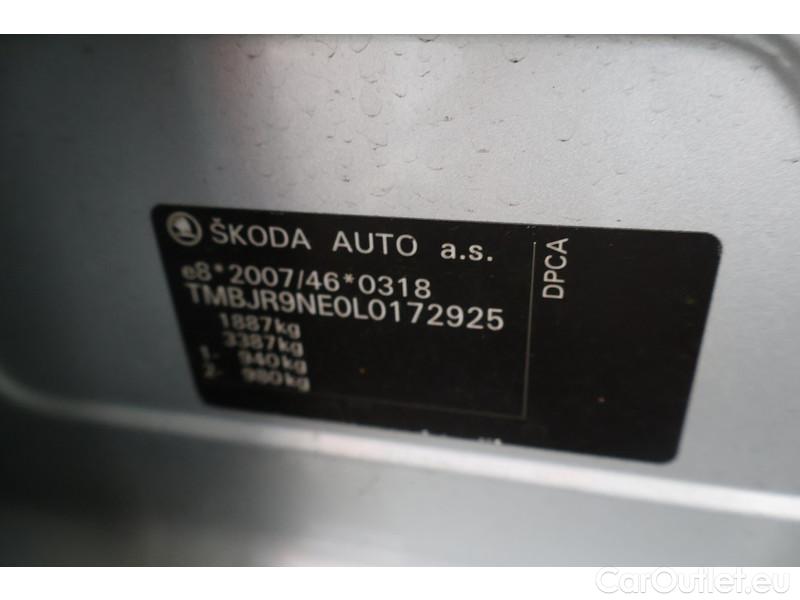 ŠKODA AUTO a.s.
e8*2007/46*0318
TMBJR9NE0L0172925
1887kg
3387kg
1- 940kg
2- 980kg
DPCA
CarOutlet.eu